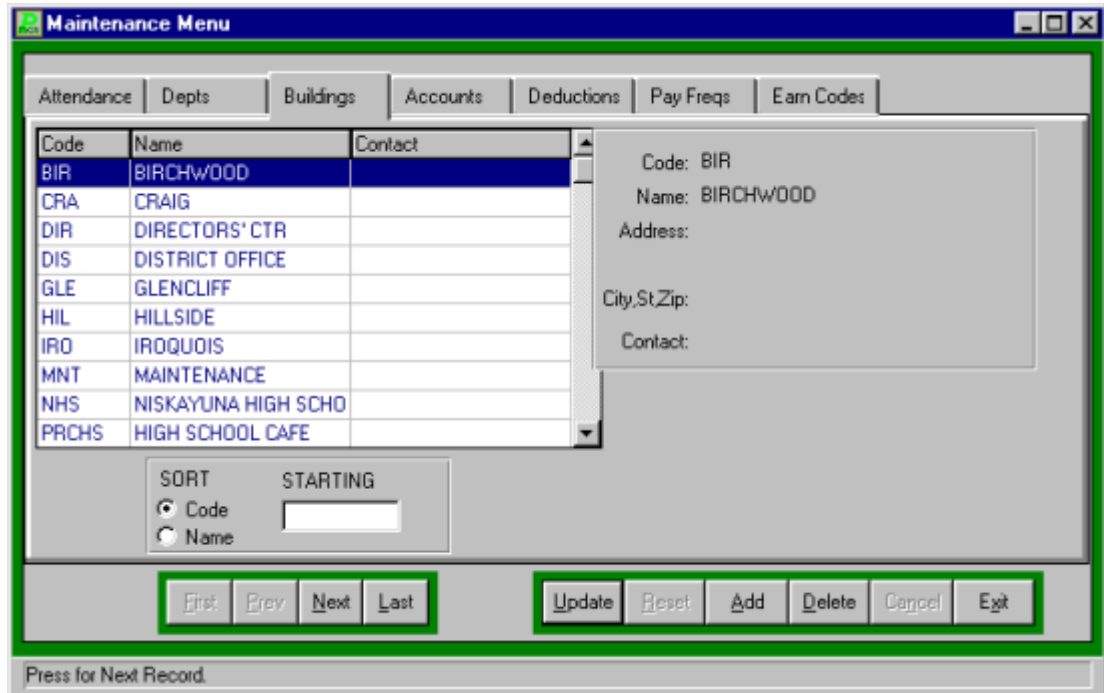 Maintenance Menu
Attendance Depts Buildings Accounts Deductions Pay Freqs Earn Codes
Code Name Contact
BIR BIRCHWOOD
CRA CRAIG
DIR DIRECTORS' CTR
DIS DISTRICT OFFICE
GLE GLENCLIFF
HIL HILLSIDE
IRO IROQUOIS
MNT MAINTENANCE
NHS NISKAYUNA HIGH SCHO
PRCHS HIGH SCHOOL CAFE
Code: BIR
Name: BIRCHWOOD
Address:
City,St,Zip:
Contact:
SORT STARTING
Code
Name
First Prev Next Last Update Reset Add Delete Cancel Exit
Press for Next Record.